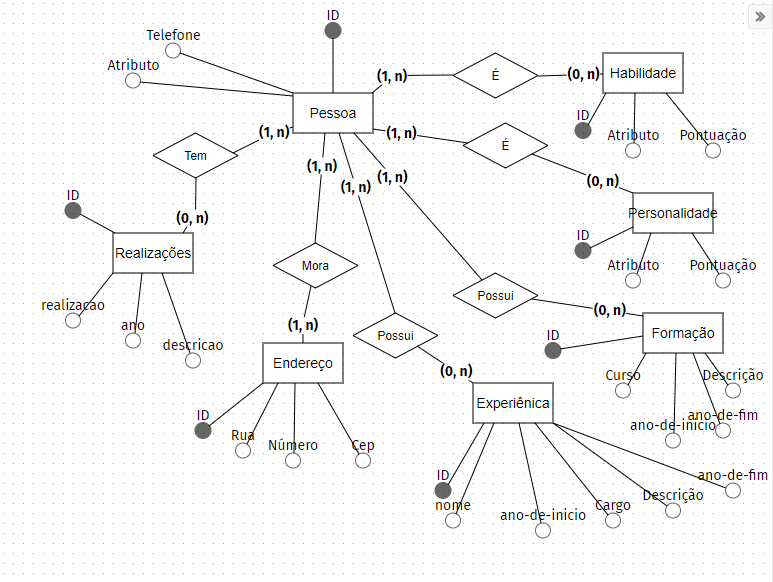 ID
Telefone
Atributo
Pessoa
(1, n)
É
(0, n)
Habilidade
ID
Atributo
Pontuação
(1, n)
É
(0, n)
Personalidade
ID
Atributo
Pontuação
(1, n)
Tem
(0, n)
ID
Realizações
realizacao
ano
descricao
(1, n)
Mora
(1, n)
Endereço
ID
Rua
Número
Cep
(1, n)
Possui
(0, n)
Experiênica
ID
nome
ano-de-inicio
Cargo
Descrição
ano-de-fim
(1, n)
Possui
(0, n)
Formação
ID
Curso
ano-de-inicio
ano-de-fim
Descrição